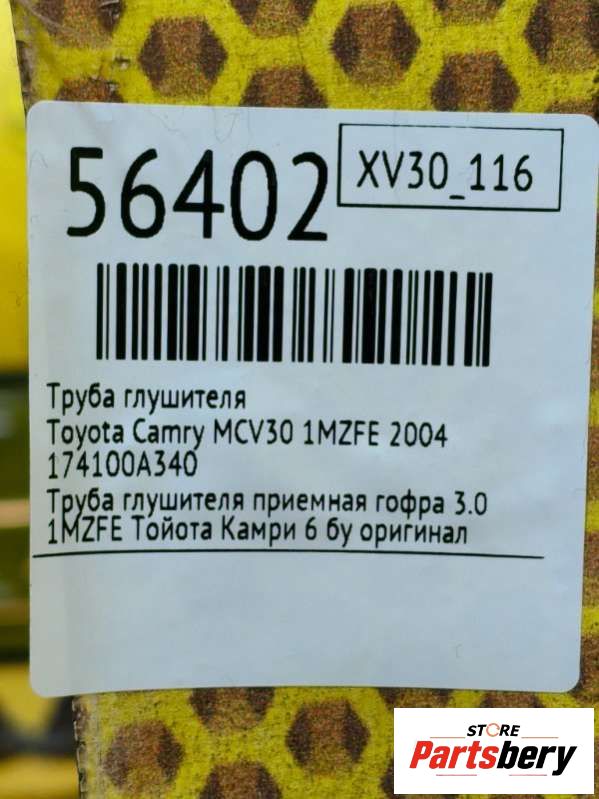 56402
XV30_116
Труба глушителя
Toyota Camry MCV30 1MZFE 2004
174100A340
Труба глушителя приемная гофра 3.0
1MZFE Тойота Камри 6 бу оригинал
STORE
Partsbery